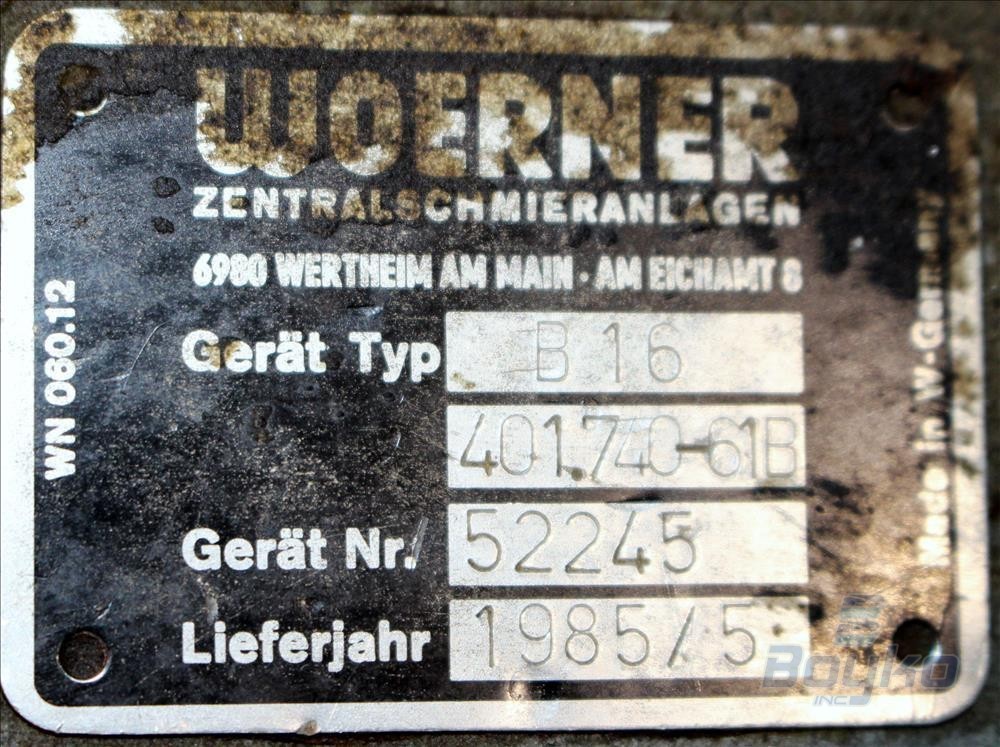 WOERNER
ZENTRALSCHMIERANLAGEN
6980 WERTHEIM AM MAIN · AM EICHAMT 8
Gerät Typ B 16
401.740-61B
Gerät Nr. 52245
Lieferjahr 1985/5
WN 060.12
Made in W-Germany
Boyko
INC